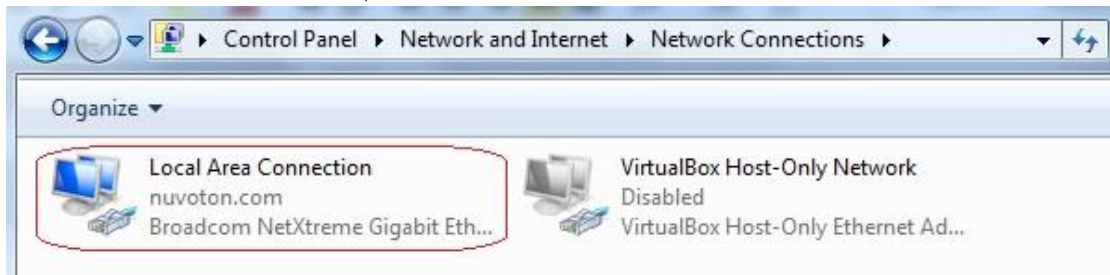 Control Panel ▸ Network and Internet ▸ Network Connections ▸
Organize ▾
Local Area Connection
nuvoton.com
Broadcom NetXtreme Gigabit Eth...
VirtualBox Host-Only Network
Disabled
VirtualBox Host-Only Ethernet Ad...